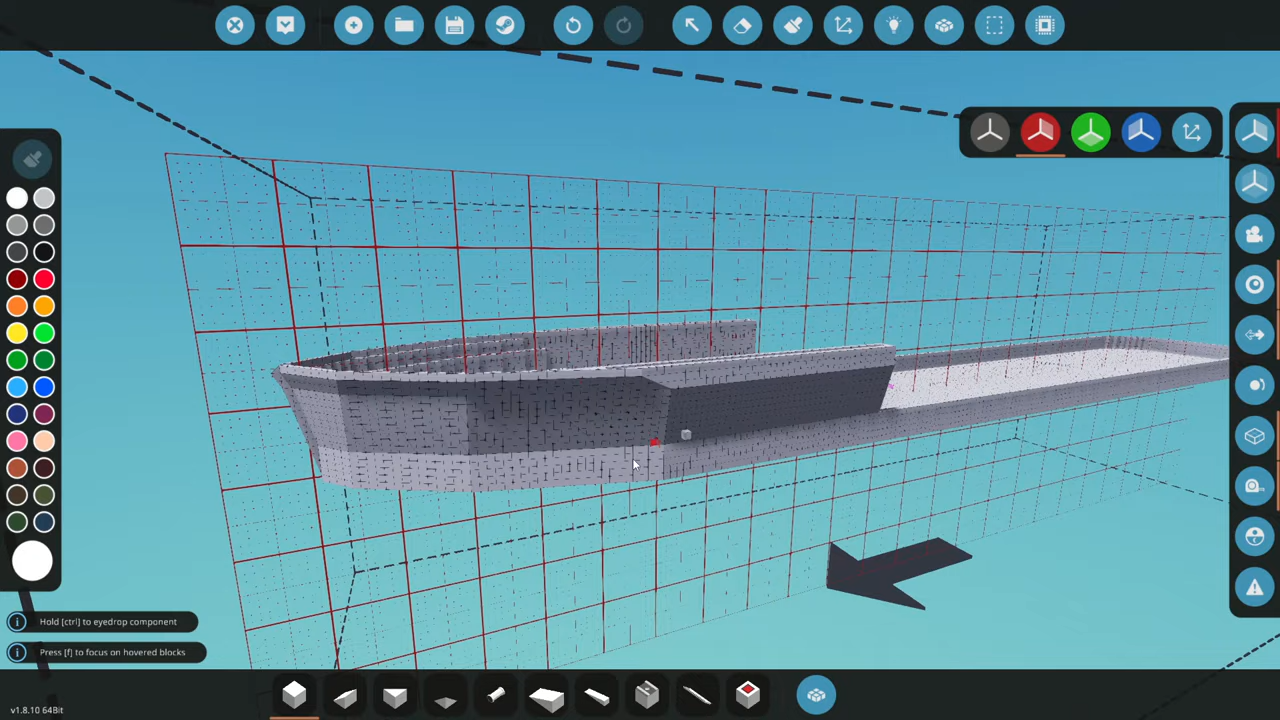 Hold [ctrl] to eyedrop component
Press [f] to focus on hovered blocks
v1.8.10 64Bit